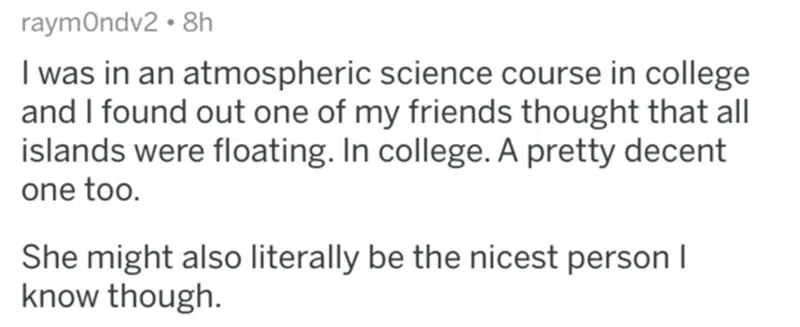 raym0ndv2 • 8h
I was in an atmospheric science course in college
and I found out one of my friends thought that all
islands were floating. In college. A pretty decent
one too.
She might also literally be the nicest person I
know though.